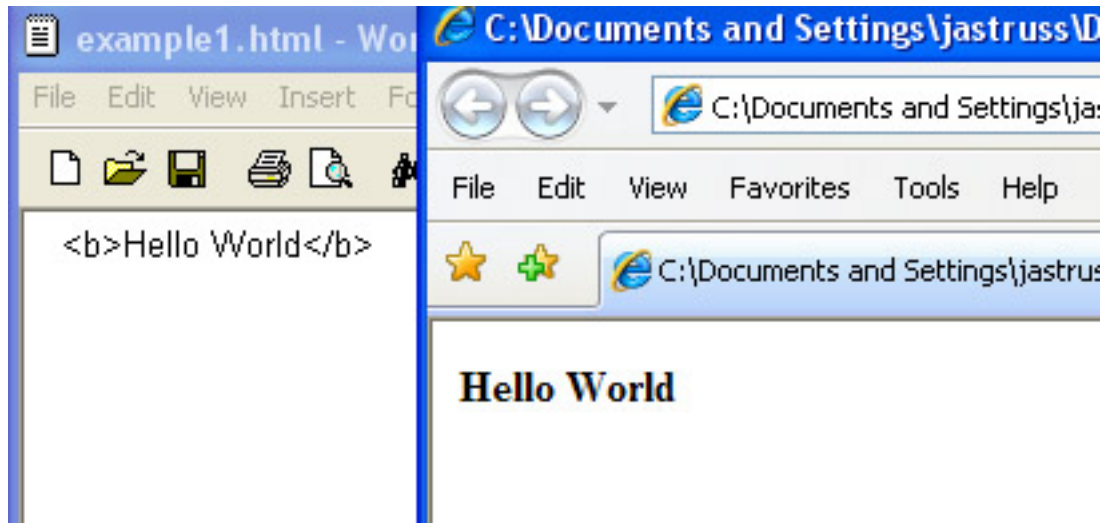 example1.html - Wor
File Edit View Insert Fo
<b>Hello World</b>
C:\Documents and Settings\jastruss\D
C:\Documents and Settings\jas
File Edit View Favorites Tools Help
C:\Documents and Settings\jastrus
Hello World